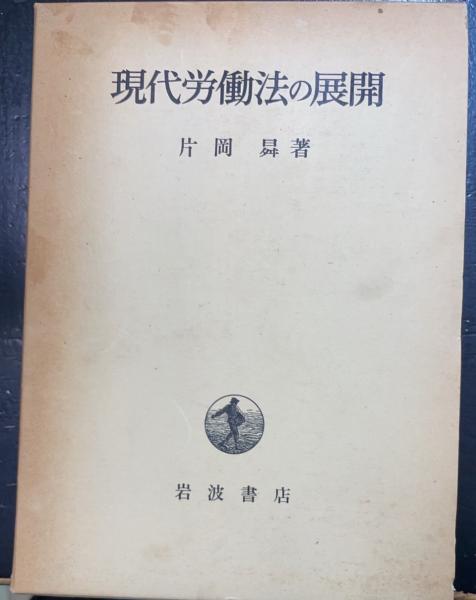 現代労働法の展開
片岡 曻 著
岩波書店